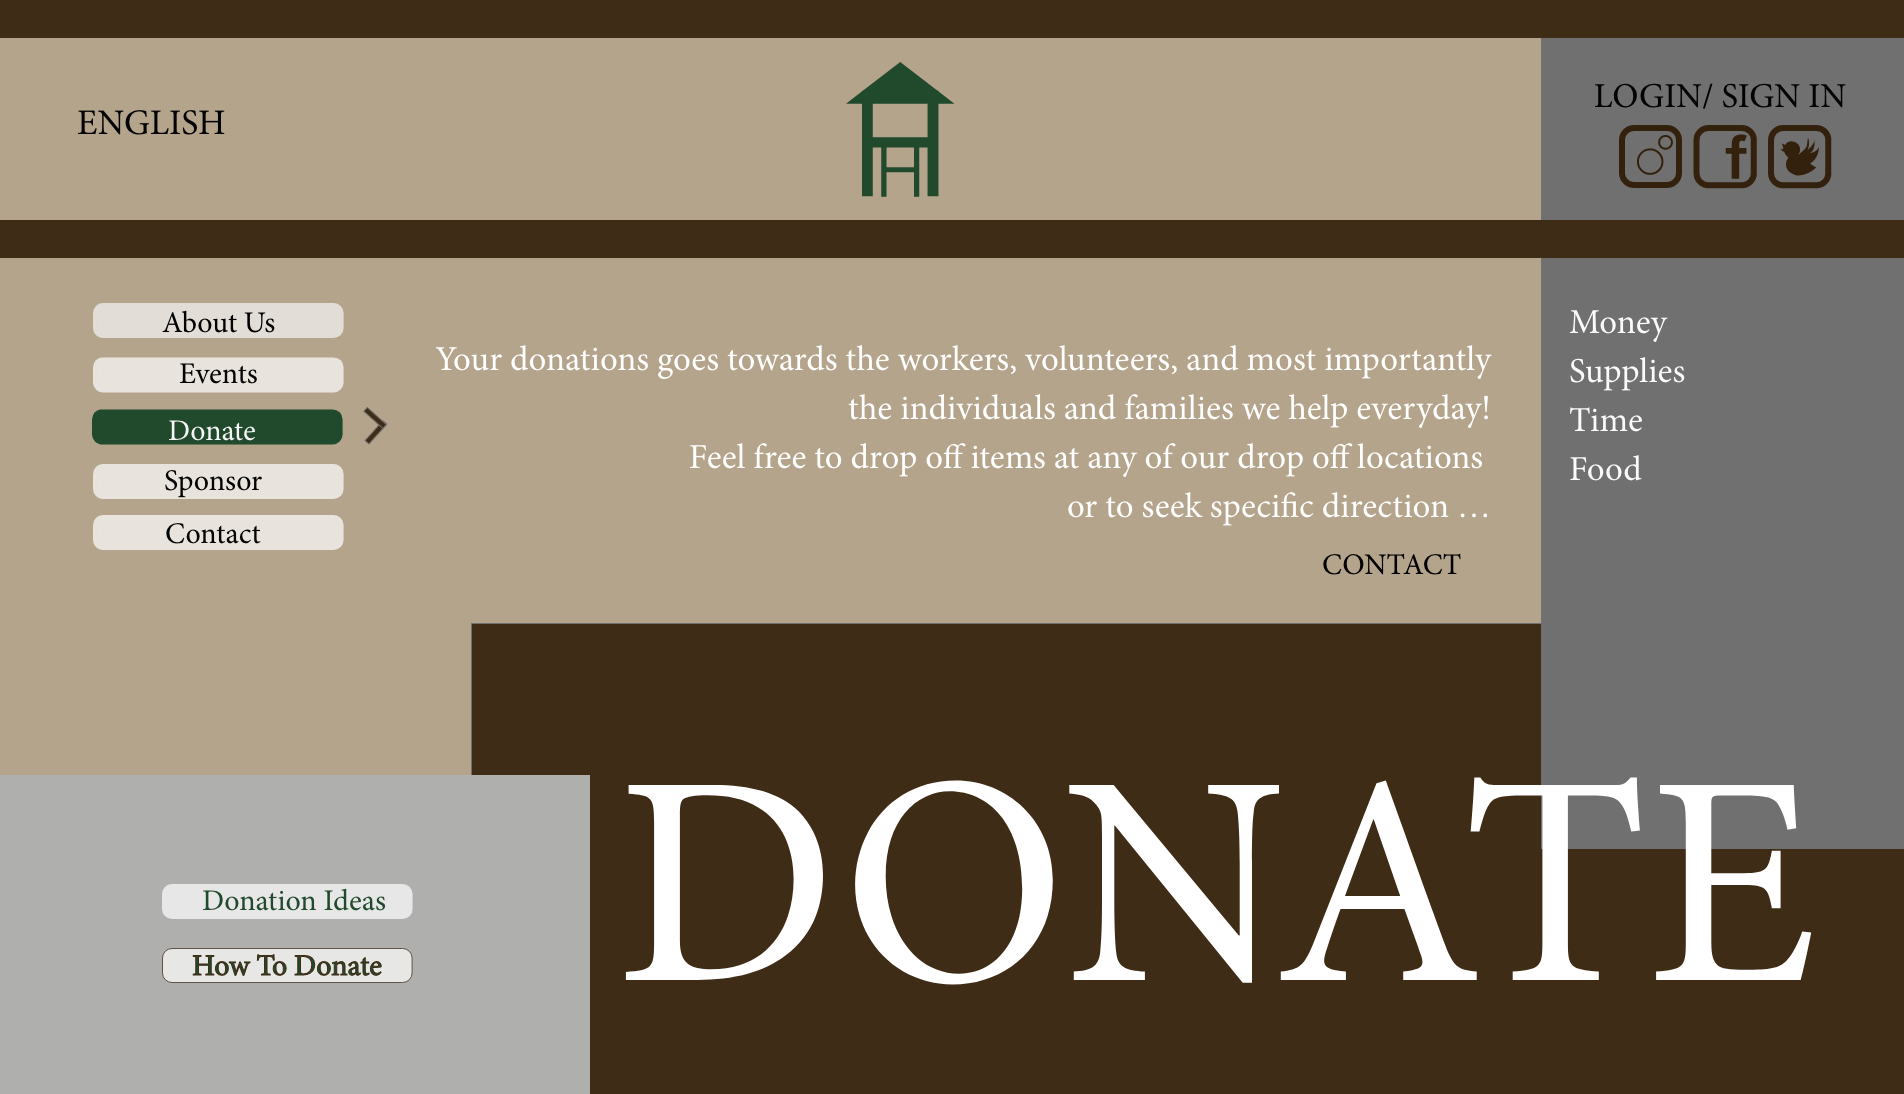 ENGLISH
LOGIN/ SIGN IN
About Us
Events
Donate
Sponsor
Contact
Your donations goes towards the workers, volunteers, and most importantly
the individuals and families we help everyday!
Feel free to drop off items at any of our drop off locations
or to seek specific direction …
CONTACT
Money
Supplies
Time
Food
Donation Ideas
How To Donate
DONATE